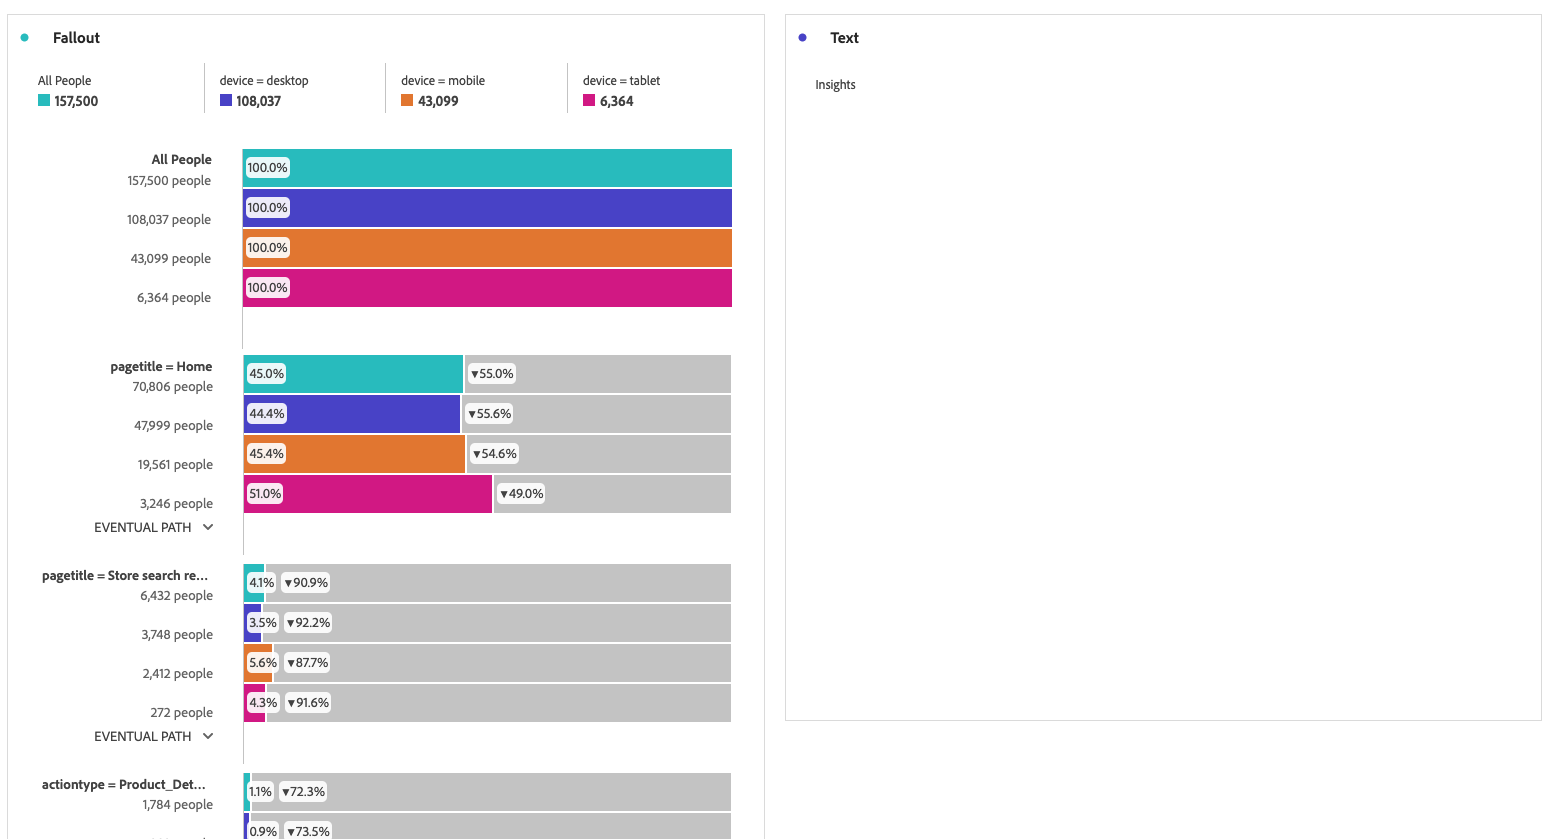 Fallout
All People
157,500
device = desktop
108,037
device = mobile
43,099
device = tablet
6,364
All People
157,500 people
100.0%
108,037 people
100.0%
43,099 people
100.0%
6,364 people
100.0%
pagetitle = Home
70,806 people
45.0% ▼55.0%
47,999 people
44.4% ▼55.6%
19,561 people
45.4% ▼54.6%
3,246 people
51.0% ▼49.0%
EVENTUAL PATH
pagetitle = Store search re...
6,432 people
4.1% ▼90.9%
3,748 people
3.5% ▼92.2%
2,412 people
5.6% ▼87.7%
272 people
4.3% ▼91.6%
EVENTUAL PATH
actiontype = Product_Det...
1,784 people
1.1% ▼72.3%
0.9% ▼73.5%
Text
Insights